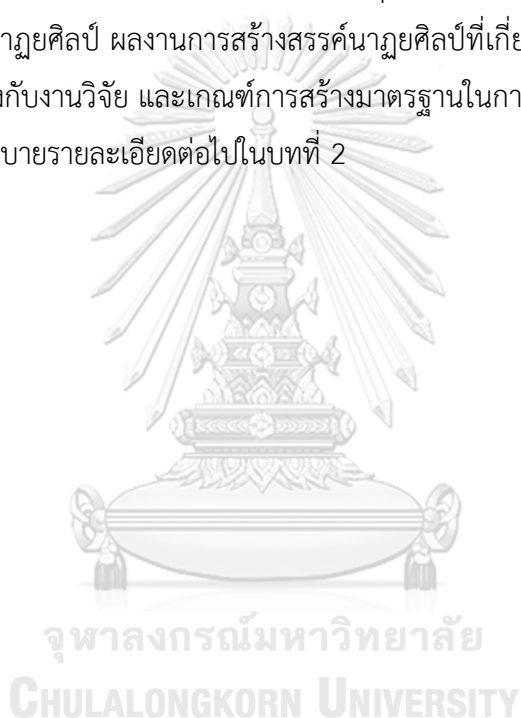 าฏยศิลป์ ผลงานการสร้างสรรค์นาฏยศิลป์ที่เกี่ย
งกับงานวิจัย และเกณฑ์การสร้างมาตรฐานในกา
บายรายละเอียดต่อไปในบทที่ 2
จุฬาลงกรณ์มหาวิทยาลัย
CHULALONGKORN UNIVERSITY